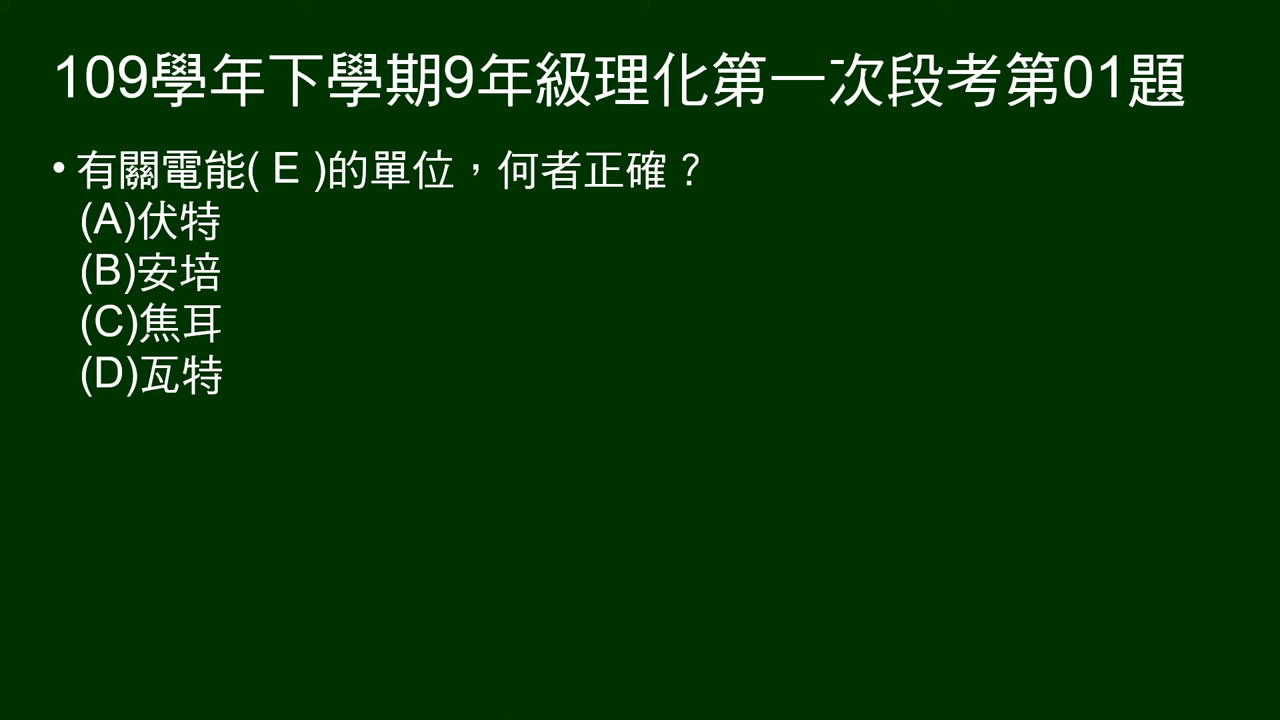 109學年下學期9年級理化第一次段考第01題
• 有關電能( E )的單位，何者正確？
(A)伏特
(B)安培
(C)焦耳
(D)瓦特